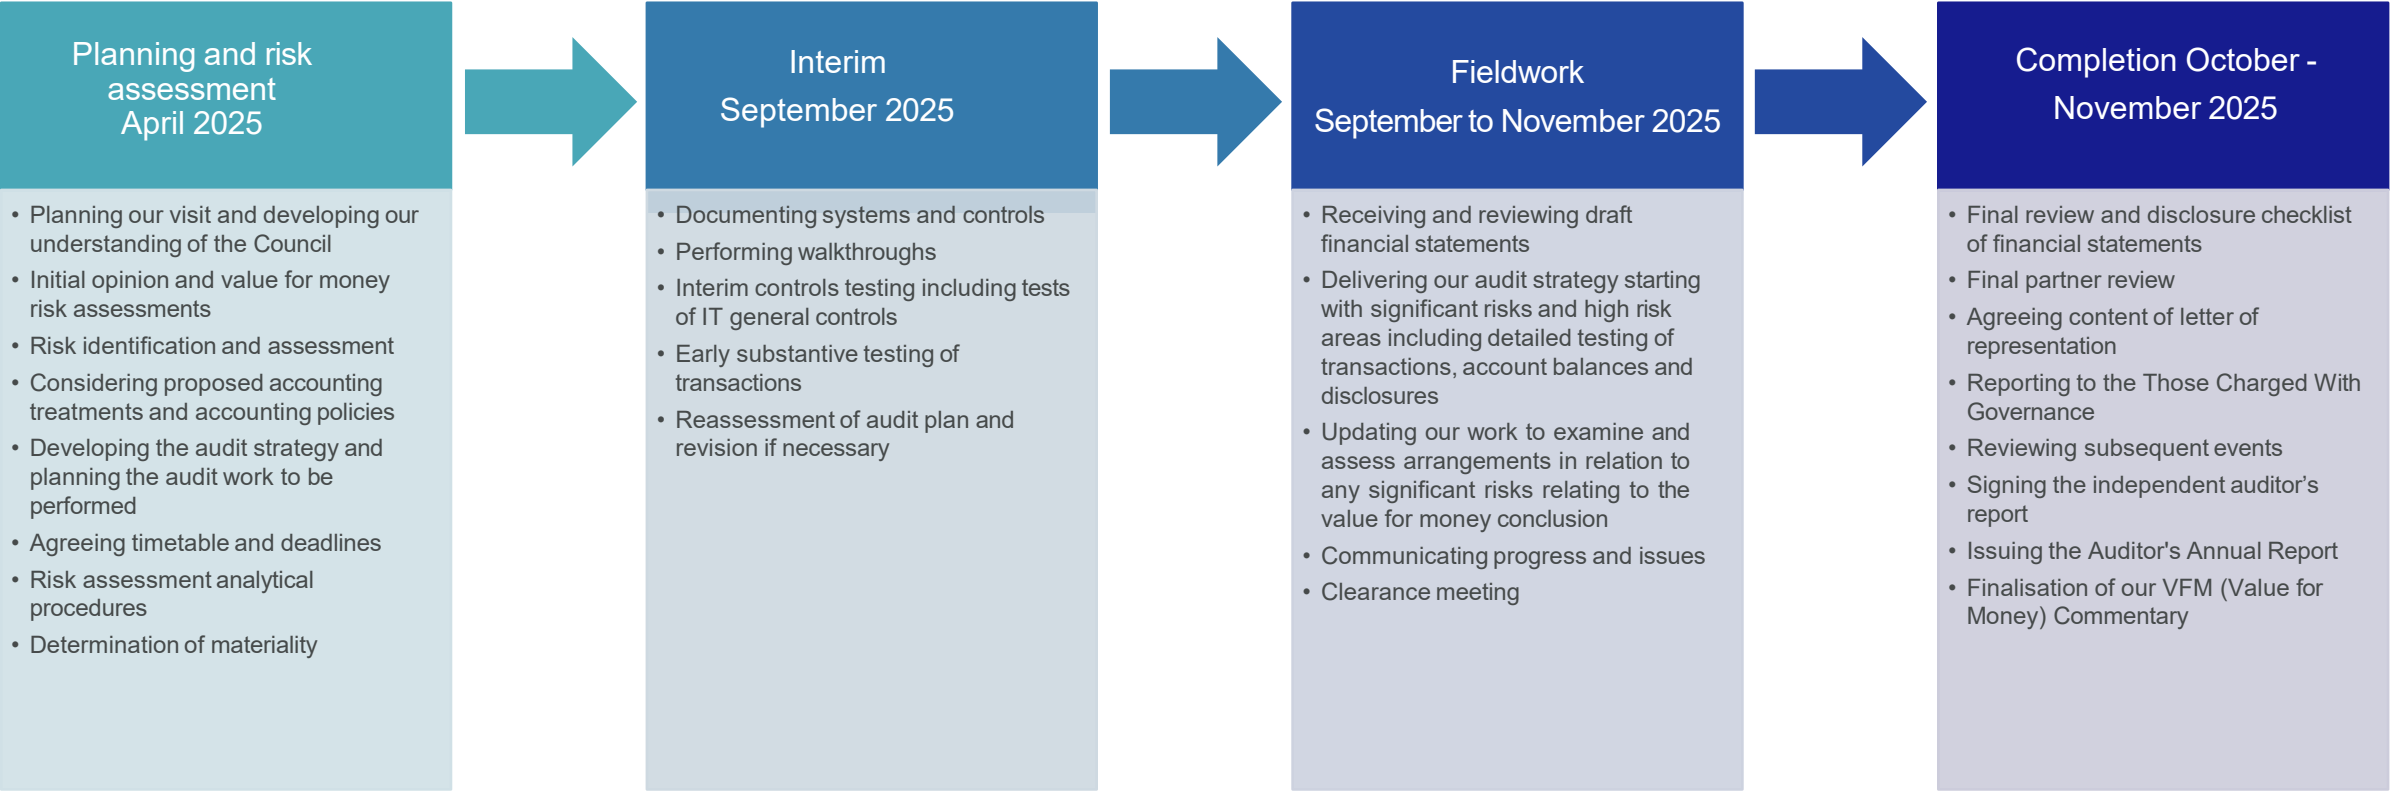 Planning and risk
assessment
April 2025
• Planning our visit and developing our
understanding of the Council
• Initial opinion and value for money
risk assessments
• Risk identification and assessment
• Considering proposed accounting
treatments and accounting policies
• Developing the audit strategy and
planning the audit work to be
performed
• Agreeing timetable and deadlines
• Risk assessment analytical
procedures
• Determination of materiality
Interim
September 2025
• Documenting systems and controls
• Performing walkthroughs
• Interim controls testing including tests
of IT general controls
• Early substantive testing of
transactions
• Reassessment of audit plan and
revision if necessary
Fieldwork
September to November 2025
• Receiving and reviewing draft
financial statements
• Delivering our audit strategy starting
with significant risks and high risk
areas including detailed testing of
transactions, account balances and
disclosures
• Updating our work to examine and
assess arrangements in relation to
any significant risks relating to the
value for money conclusion
• Communicating progress and issues
• Clearance meeting
Completion October -
November 2025
• Final review and disclosure checklist
of financial statements
• Final partner review
• Agreeing content of letter of
representation
• Reporting to the Those Charged With
Governance
• Reviewing subsequent events
• Signing the independent auditor’s
report
• Issuing the Auditor's Annual Report
• Finalisation of our VFM (Value for
Money) Commentary